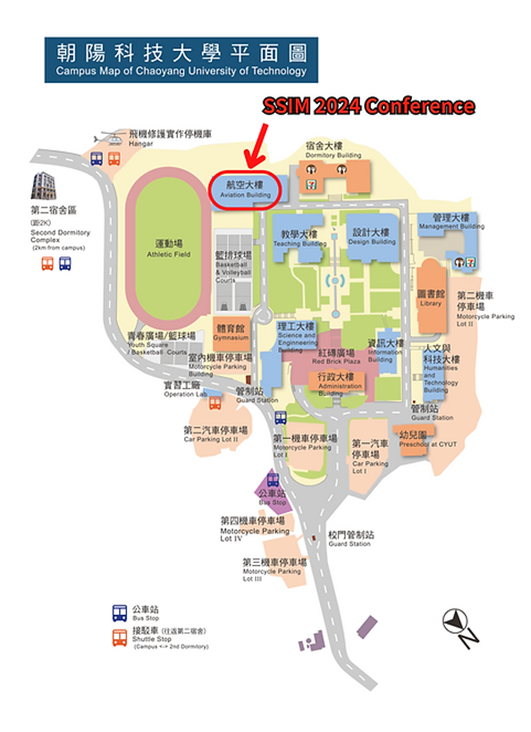 朝陽科技大學平面圖
Campus Map of Chaoyang University of Technology
SSIM 2024 Conference
飛機修護實作停機庫
Hangar
宿舍大樓
Dormitory Building
航空大樓
Aviation Building
第二宿舍區
(距2K)
Second Dormitory
Complex
(2km from campus)
運動場
Athletic Field
籃排球場
Basketball
& Volleyball
Courts
教學大樓
Teaching Building
設計大樓
Design Building
管理大樓
Management Building
圖書館
Library
第二機車
停車場
Motorcycle Parking
Lot II
青春廣場/籃球場
Youth Square
/ Basketball Courts
體育館
Gymnasium
理工大樓
Science and
Engineering
Building
紅磚廣場
Red Brick Plaza
資訊大樓
Information
Building
人文與
科技大樓
Humanities
and
Technology
Building
室內機車停車場
Motorcycle Parking
Building
行政大樓
Administration
Building
實習工廠
Operation Lab
管制站
Guard Station
管制站
Guard Station
第二汽車停車場
Car Parking Lot II
第一機車停車場
Motorcycle Parking
Lot I
第一汽車
停車場
Car Parking
Lot I
幼兒園
Preschool at CYUT
公車站
Bus Stop
第四機車停車場
Motorcycle Parking
Lot IV
校門管制站
Guard Station
第三機車停車場
Motorcycle Parking
Lot III
公車站
Bus Stop
接駁車 (往返第二宿舍)
Shuttle Stop
(Campus <-> 2nd Dormitory)
N